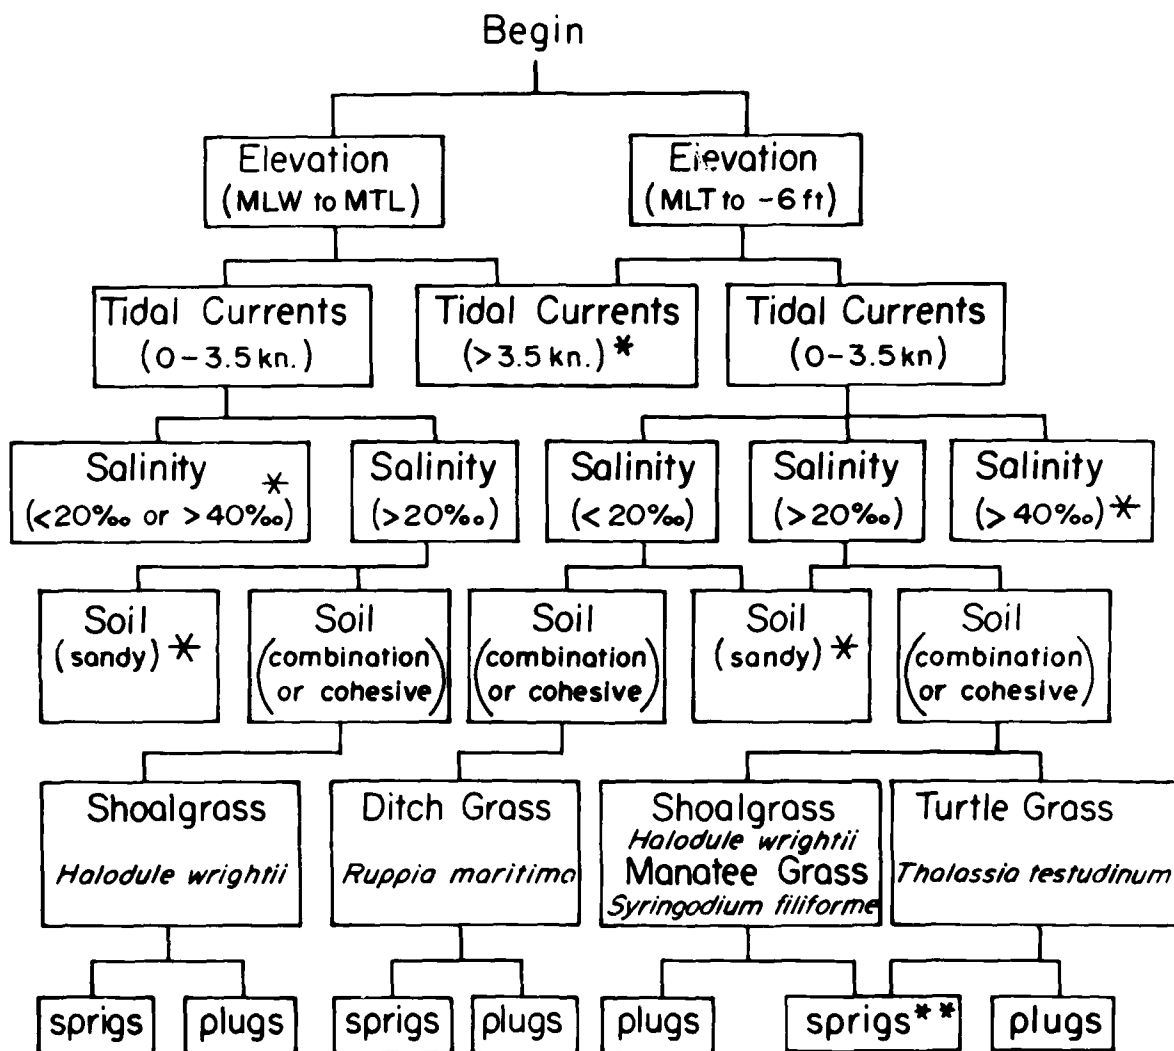 Begin
Elevation
(MLW to MTL)
Elevation
(MLT to -6 ft)
Tidal Currents
(0-3.5 kn.)
Tidal Currents
(>3.5 kn.)*
Tidal Currents
(0-3.5 kn)
Salinity
(<20‰ or >40‰)*
Salinity
(>20‰)
Salinity
(<20‰)
Salinity
(>20‰)
Salinity
(>40‰)*
Soil
(sandy)*
Soil
(combination
or cohesive)
Soil
(combination
or cohesive)
Soil
(sandy)*
Soil
(combination
or cohesive)
Shoalgrass
Halodule wrightii
Ditch Grass
Ruppia maritima
Shoalgrass
Halodule wrightii
Manatee Grass
Syringodium filiforme
Turtle Grass
Thalassia testudinum
sprigs
plugs
sprigs
plugs
plugs
sprigs**
plugs